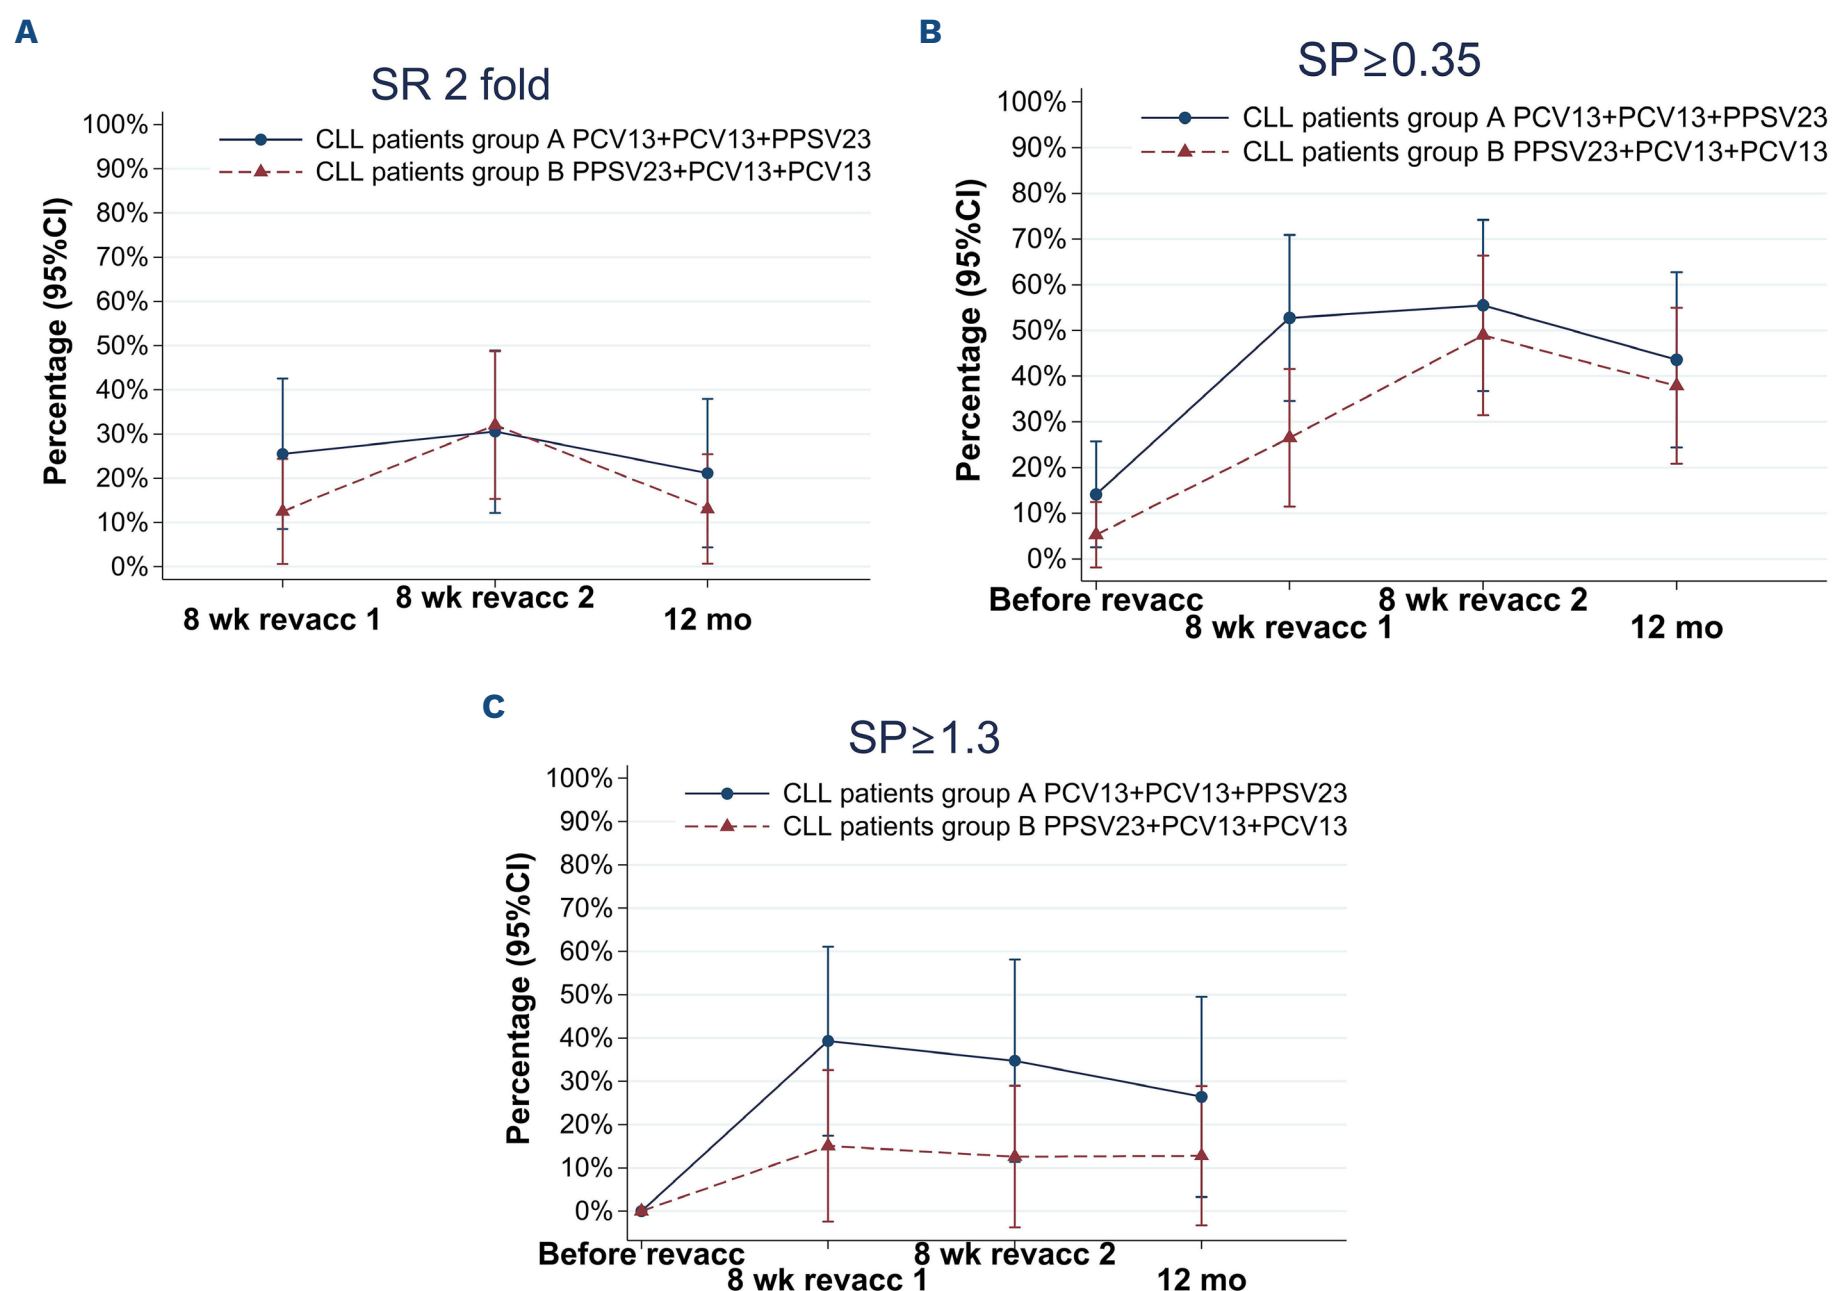 A
SR 2 fold
CLL patients group A PCV13+PCV13+PPSV23
CLL patients group B PPSV23+PCV13+PCV13
Percentage (95%CI)
100%
90%
80%
70%
60%
50%
40%
30%
20%
10%
0%
8 wk revacc 1
8 wk revacc 2
12 mo
B
SP≥0.35
CLL patients group A PCV13+PCV13+PPSV23
CLL patients group B PPSV23+PCV13+PCV13
Percentage (95%CI)
100%
90%
80%
70%
60%
50%
40%
30%
20%
10%
0%
Before revacc
8 wk revacc 1
8 wk revacc 2
12 mo
C
SP≥1.3
CLL patients group A PCV13+PCV13+PPSV23
CLL patients group B PPSV23+PCV13+PCV13
Percentage (95%CI)
100%
90%
80%
70%
60%
50%
40%
30%
20%
10%
0%
Before revacc
8 wk revacc 1
8 wk revacc 2
12 mo